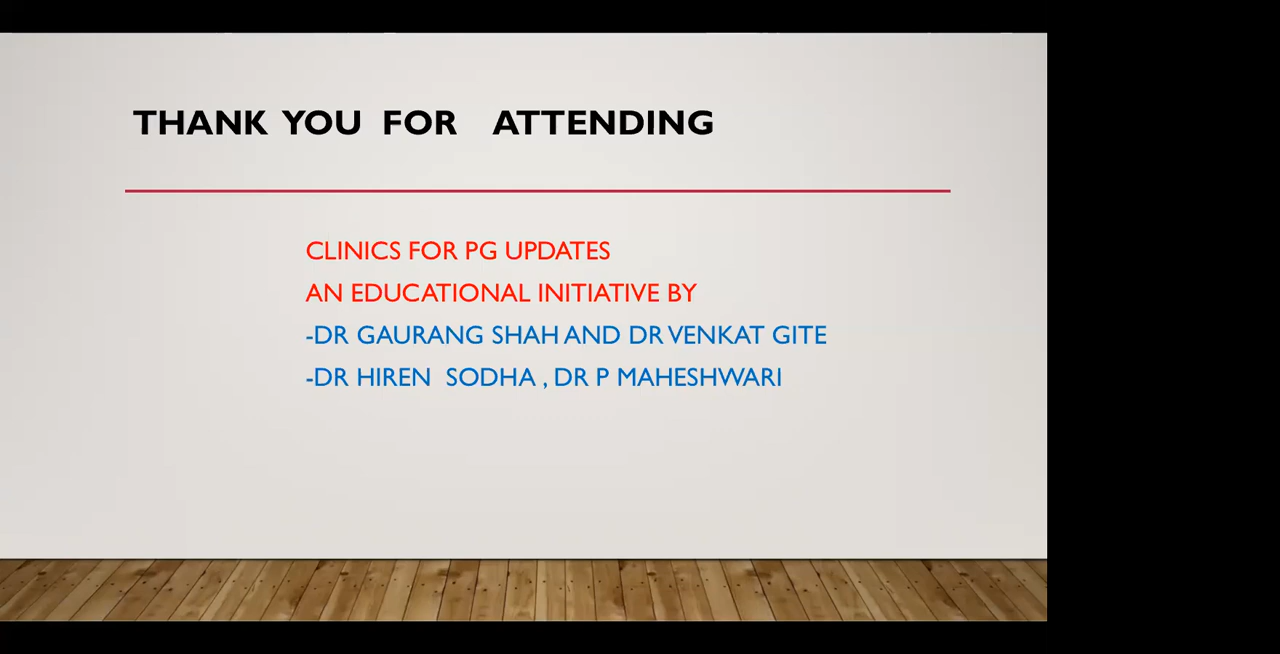 THANK YOU FOR ATTENDING
CLINICS FOR PG UPDATES
AN EDUCATIONAL INITIATIVE BY
-DR GAURANG SHAH AND DR VENKAT GITE
-DR HIREN SODHA , DR P MAHESHWARI